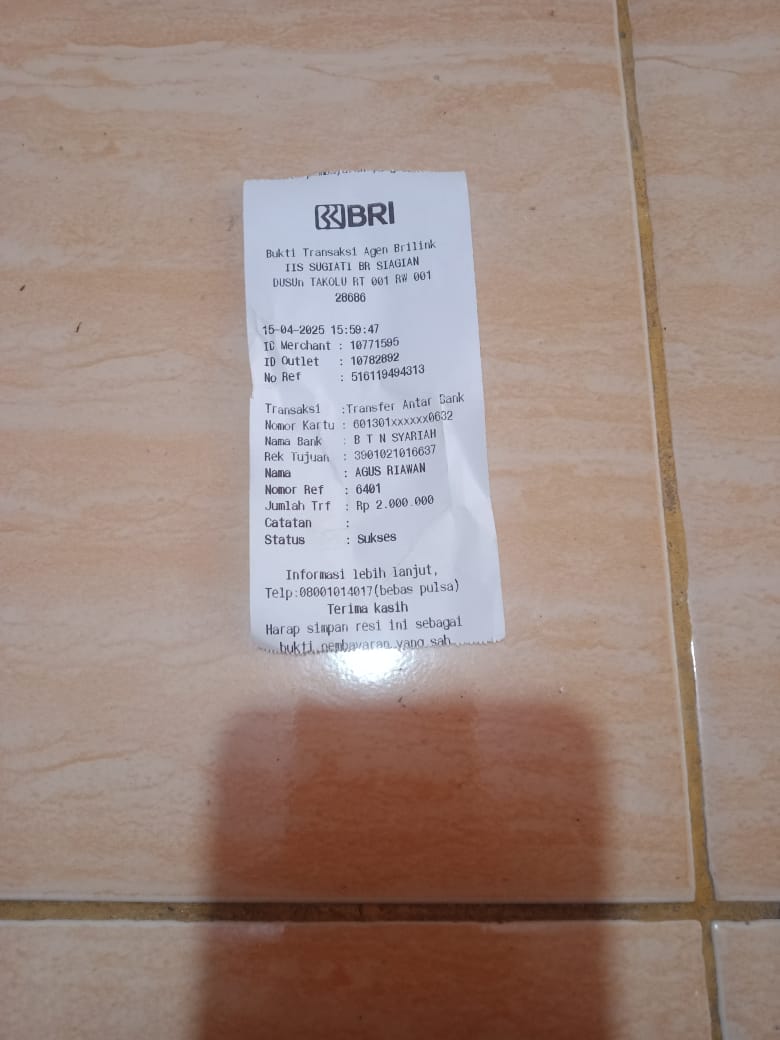 BRI
Bukti Transaksi Agen Brilink
IIS SUGIATI BR SIAGIAN
DUSUn TAKOLU RT 001 RW 001
28686
15-04-2025 15:59:47
ID Merchant : 10771595
ID Outlet : 10782892
No Ref : 516119494313
Transaksi :Transfer Antar Bank
Nomor Kartu : 601301xxxxxx0632
Nama Bank : B T N SYARIAH
Rek Tujuan : 3901021016637
Nama : AGUS RIAWAN
Nomor Ref : 6401
Jumlah Trf : Rp 2.000.000
Catatan :
Status : Sukses
Informasi lebih lanjut,
Telp:08001014017(bebas pulsa)
Terima kasih
Harap simpan resi ini sebagai
bukti pembayaran yang sah